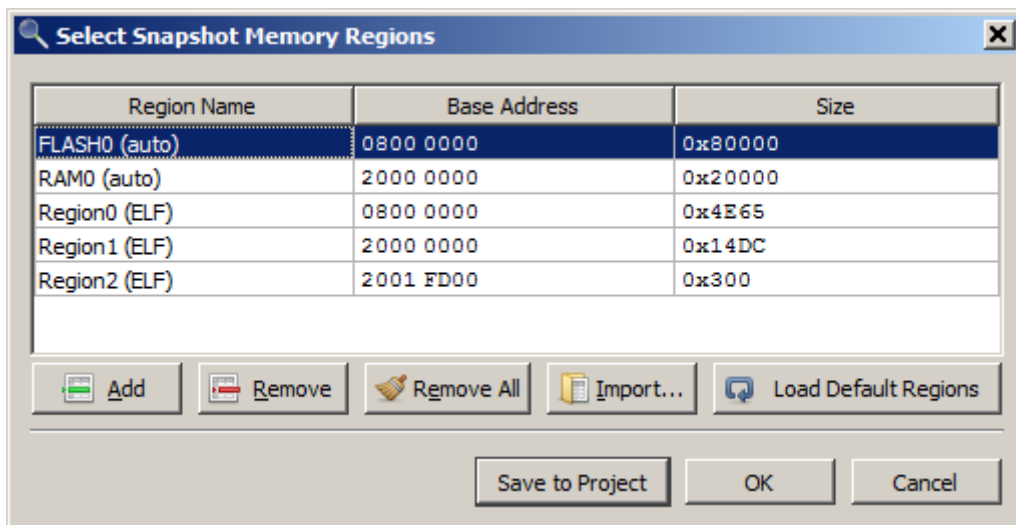 Select Snapshot Memory Regions
Region Name Base Address Size
FLASH0 (auto) 0800 0000 0x80000
RAM0 (auto) 2000 0000 0x20000
Region0 (ELF) 0800 0000 0x4E65
Region1 (ELF) 2000 0000 0x14DC
Region2 (ELF) 2001 FD00 0x300
Add Remove Remove All Import... Load Default Regions
Save to Project OK Cancel